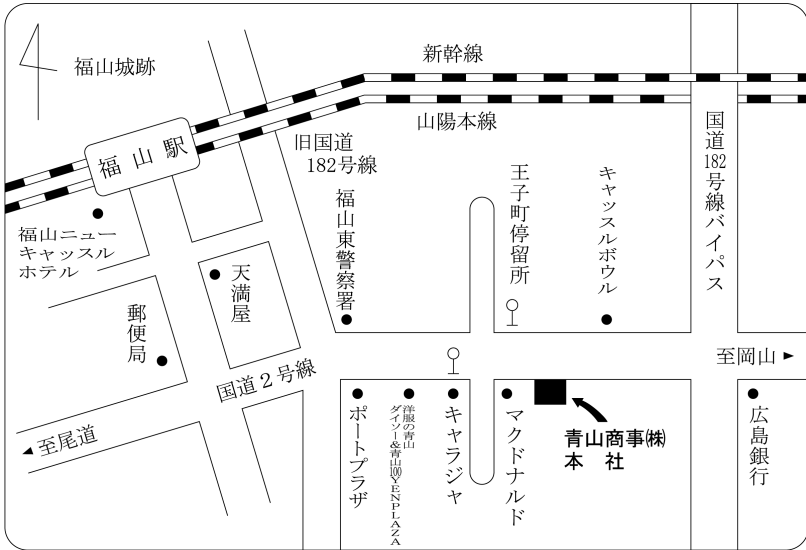 福山城跡
新幹線
山陽本線
福山駅
旧国道
182号線
国道182号線バイパス
福山ニュー
キャッスル
ホテル
郵便局
天満屋
福山東警察署
王子町停留所
キャッスルボウル
国道２号線
至岡山
至尾道
ポートプラザ
洋服の青山
ダイソー&青山100YENPLAZA
キャラジャ
マクドナルド
青山商事㈱
本　社
広島銀行